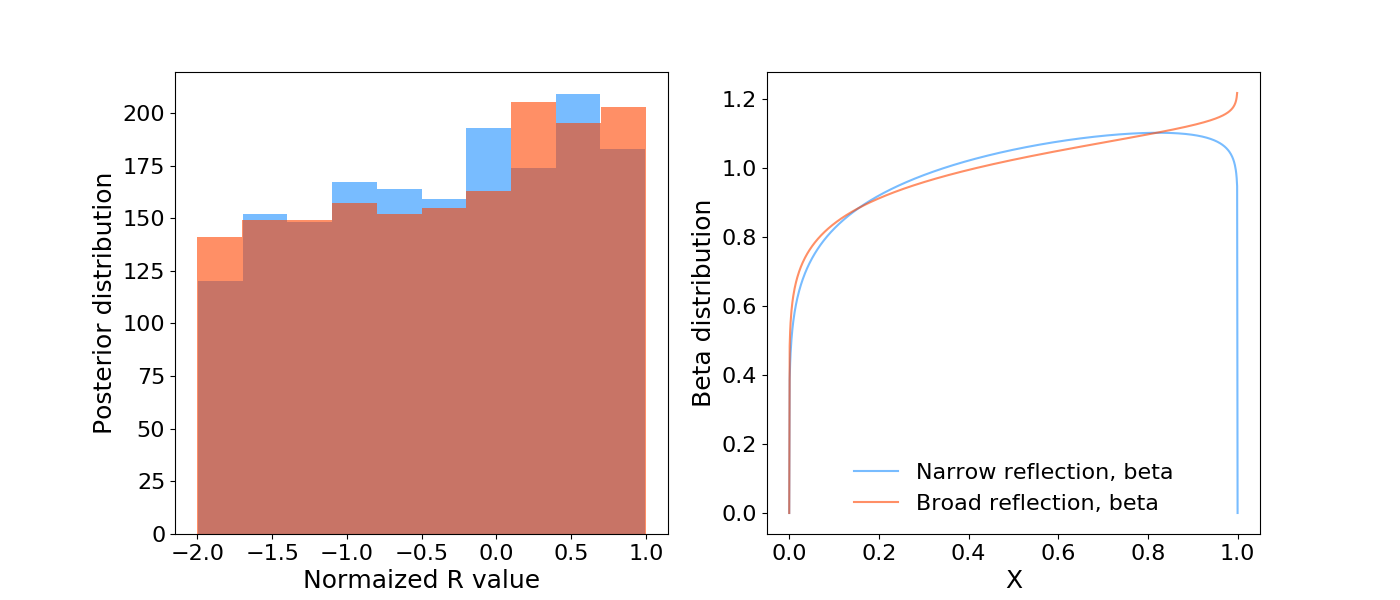 Posterior distribution
200
175
150
125
100
75
50
25
0
−2.0 −1.5 −1.0 −0.5 0.0 0.5 1.0
Normaized R value
Beta distribution
1.2
1.0
0.8
0.6
0.4
0.2
0.0
Narrow reflection, beta
Broad reflection, beta
0.0 0.2 0.4 0.6 0.8 1.0
X